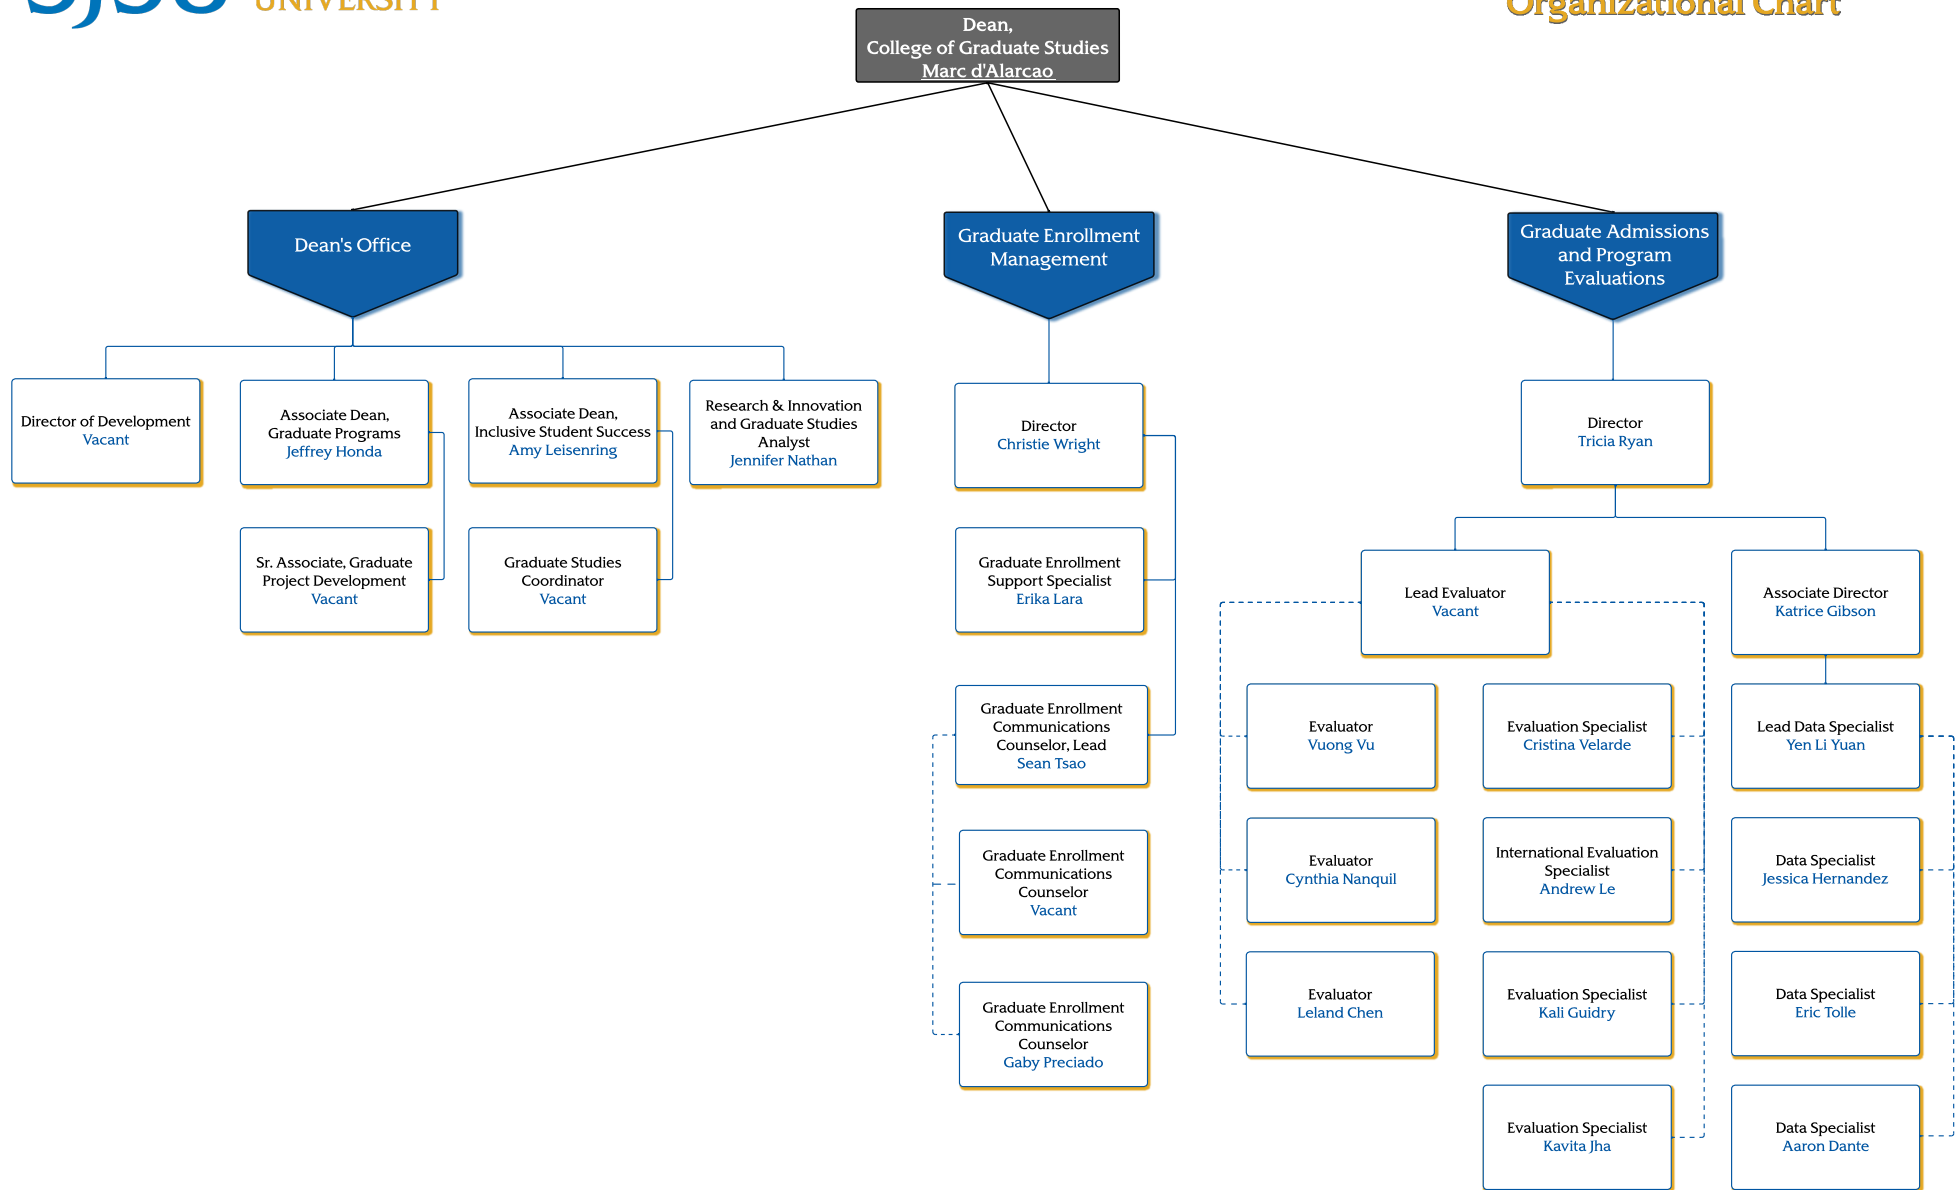 SJSU
UNIVERSITY
Organizational Chart
Dean,
College of Graduate Studies
Marc d'Alarcao
Dean's Office
Graduate Enrollment
Management
Graduate Admissions
and Program
Evaluations
Director of Development
Vacant
Associate Dean,
Graduate Programs
Jeffrey Honda
Associate Dean,
Inclusive Student Success
Amy Leisenring
Research & Innovation
and Graduate Studies
Analyst
Jennifer Nathan
Director
Christie Wright
Director
Tricia Ryan
Sr. Associate, Graduate
Project Development
Vacant
Graduate Studies
Coordinator
Vacant
Graduate Enrollment
Support Specialist
Erika Lara
Lead Evaluator
Vacant
Associate Director
Katrice Gibson
Graduate Enrollment
Communications
Counselor, Lead
Sean Tsao
Evaluator
Vuong Vu
Evaluation Specialist
Cristina Velarde
Lead Data Specialist
Yen Li Yuan
Graduate Enrollment
Communications
Counselor
Vacant
Evaluator
Cynthia Nanquil
International Evaluation
Specialist
Andrew Le
Data Specialist
Jessica Hernandez
Graduate Enrollment
Communications
Counselor
Gaby Preciado
Evaluator
Leland Chen
Evaluation Specialist
Kali Guidry
Data Specialist
Eric Tolle
Evaluation Specialist
Kavita Jha
Data Specialist
Aaron Dante